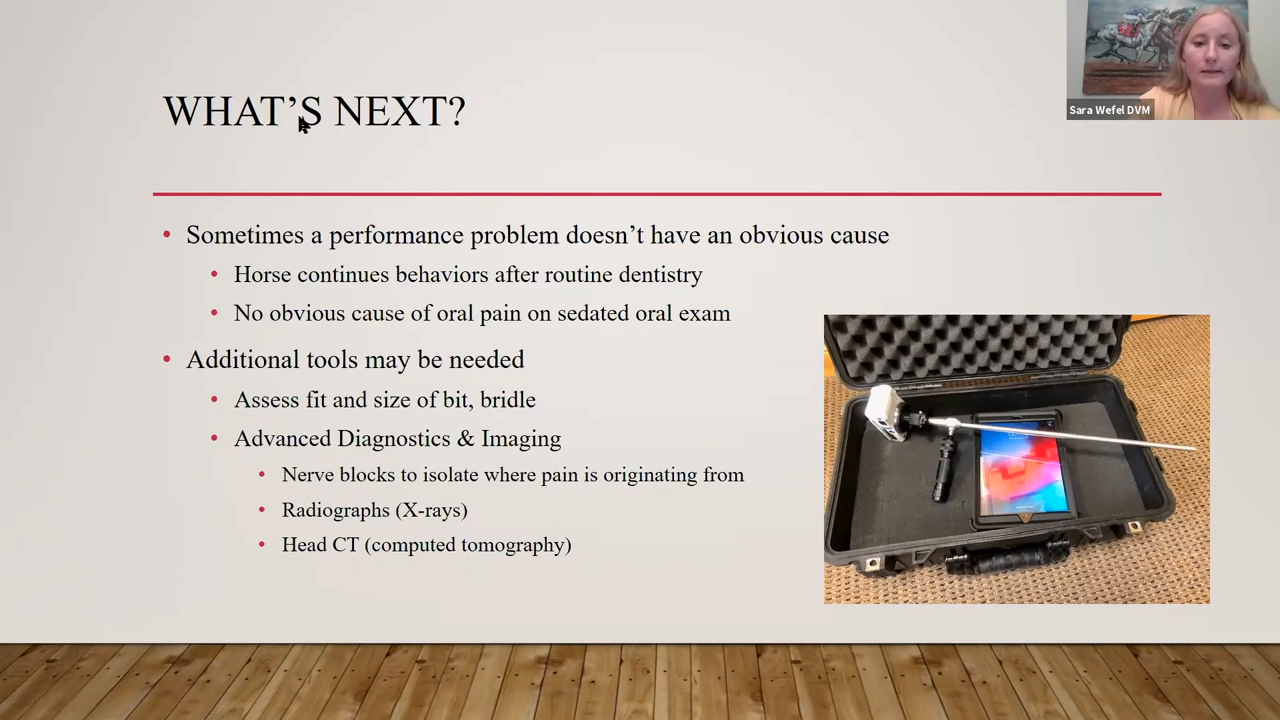 Sara Wefel DVM
WHAT'S NEXT?
• Sometimes a performance problem doesn't have an obvious cause
• Horse continues behaviors after routine dentistry
• No obvious cause of oral pain on sedated oral exam
• Additional tools may be needed
• Assess fit and size of bit, bridle
• Advanced Diagnostics & Imaging
• Nerve blocks to isolate where pain is originating from
• Radiographs (X-rays)
• Head CT (computed tomography)